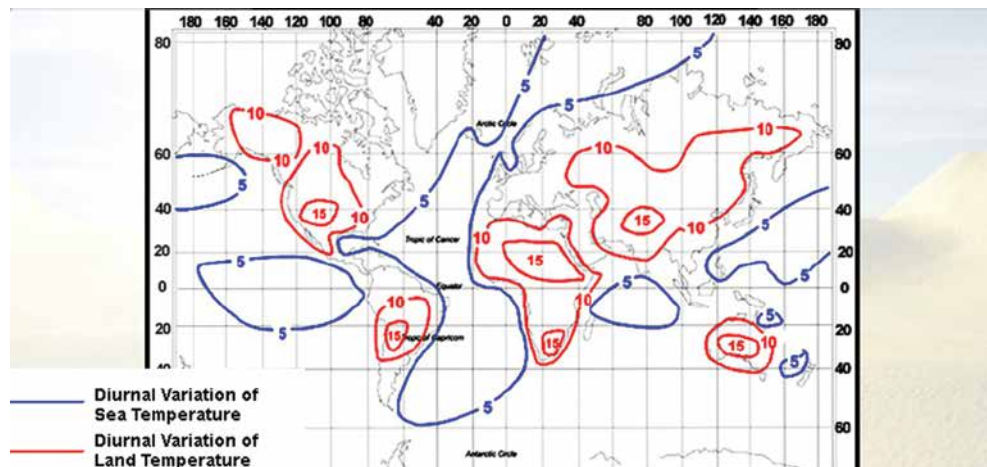 180 160 140 120 100 80 60 40 20 0 20 40 60 80 100 120 140 160 180
80 80
5 5
Arctic Circle
10 10 10
60 10 10 60
5 5
15 15 5
40 10 10 10 40
Tropic of Cancer
20 5 15 20
0 Equator 10 0
10 5
20 5 15 Tropic of Capricorn 15 5 15 10 20
40 5 5 40
Diurnal Variation of
Sea Temperature
60
Diurnal Variation of
Land Temperature
Antarctic Circle